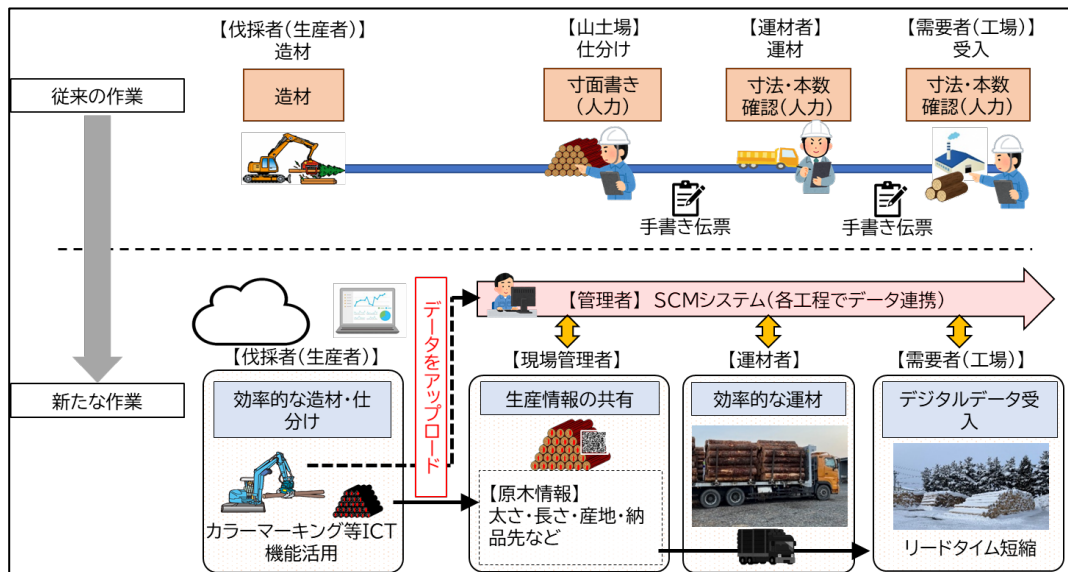 【伐採者(生産者)】
造材
【山土場】
仕分け
【運材者】
運材
【需要者(工場)】
受入
従来の作業
造材
寸面書き
(人力)
寸法・本数
確認(人力)
寸法・本数
確認(人力)
手書き伝票
手書き伝票
データをアップロード
【管理者】 SCMシステム(各工程でデータ連携)
【伐採者(生産者)】
【現場管理者】
【運材者】
【需要者(工場)】
新たな作業
効率的な造材・仕
分け
生産情報の共有
効率的な運材
デジタルデータ受
入
【原木情報】
太さ・長さ・産地・納
品先など
カラーマーキング等ICT
機能活用
リードタイム短縮